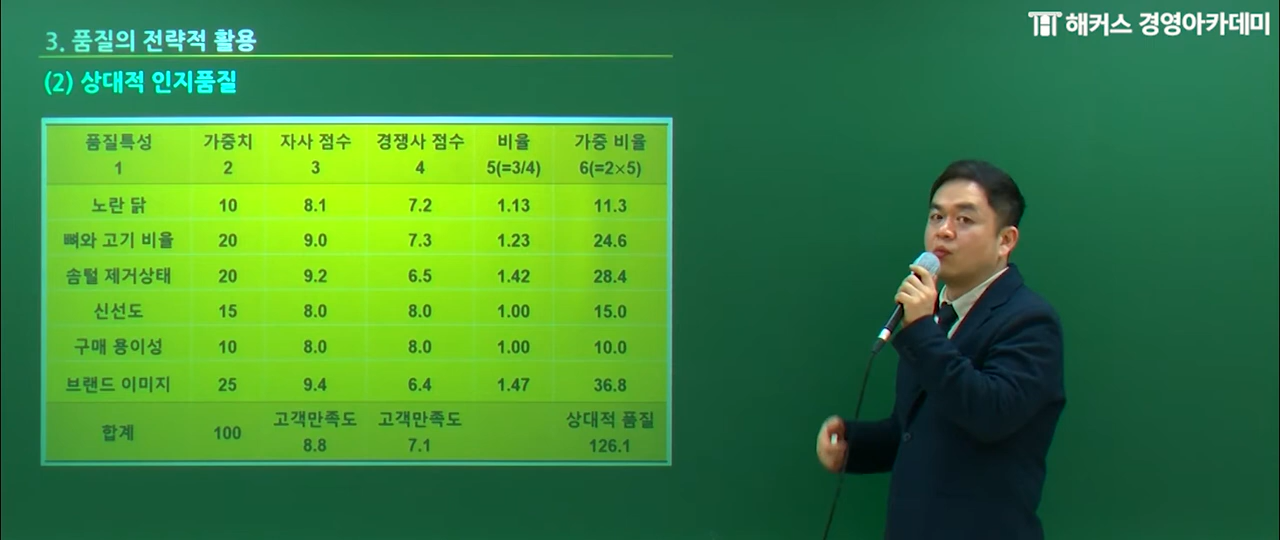 해커스 경영아카데미
3. 품질의 전략적 활용
(2) 상대적 인지품질
품질특성 가중치 자사 점수 경쟁사 점수 비율 가중 비율
1 2 3 4 5(=3/4) 6(=2×5)
노란 닭 10 8.1 7.2 1.13 11.3
뼈와 고기 비율 20 9.0 7.3 1.23 24.6
솜털 제거상태 20 9.2 6.5 1.42 28.4
신선도 15 8.0 8.0 1.00 15.0
구매 용이성 10 8.0 8.0 1.00 10.0
브랜드 이미지 25 9.4 6.4 1.47 36.8
합계 100 고객만족도 고객만족도 상대적 품질
8.8 7.1 126.1